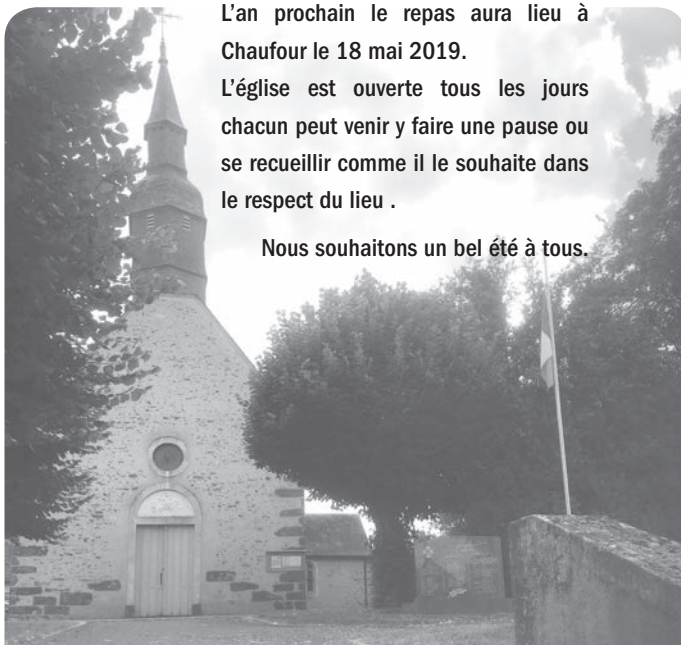 L'an prochain le repas aura lieu à
Chaufour le 18 mai 2019.
L'église est ouverte tous les jours
chacun peut venir y faire une pause ou
se recueillir comme il le souhaite dans
le respect du lieu .
Nous souhaitons un bel été à tous.